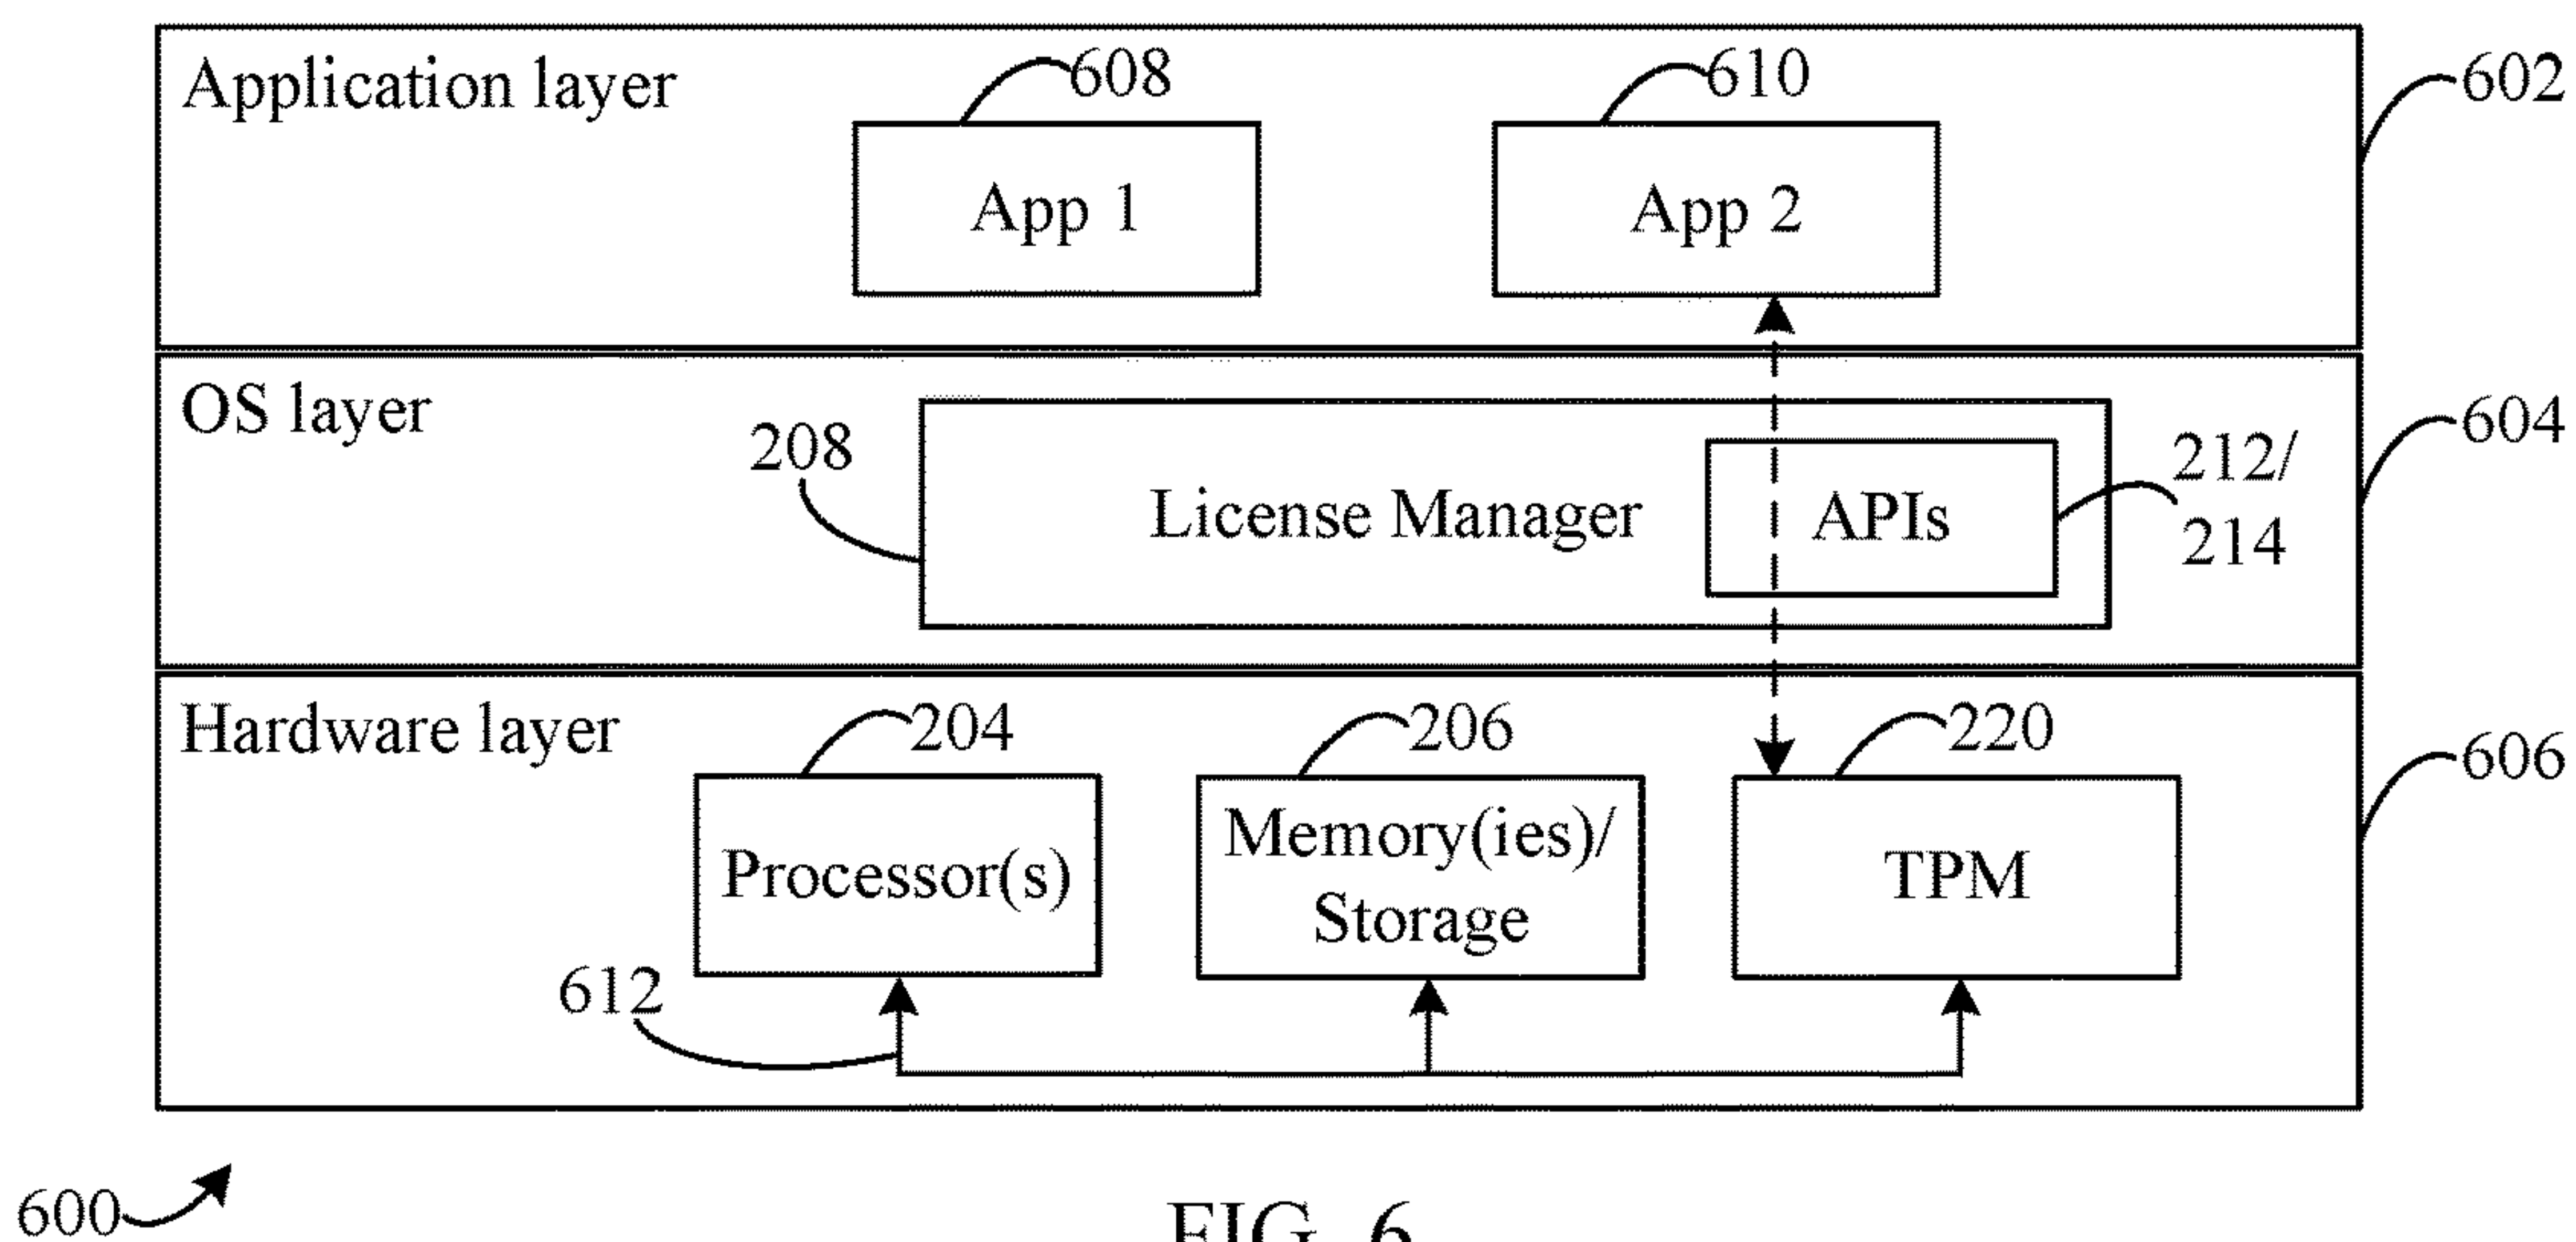 Application layer
608
610
602
App 1
App 2
OS layer
604
208
License Manager
APIs
212/
214
Hardware layer
204
206
220
606
Processor(s)
Memory(ies)/
Storage
TPM
612
600
FIG. 6